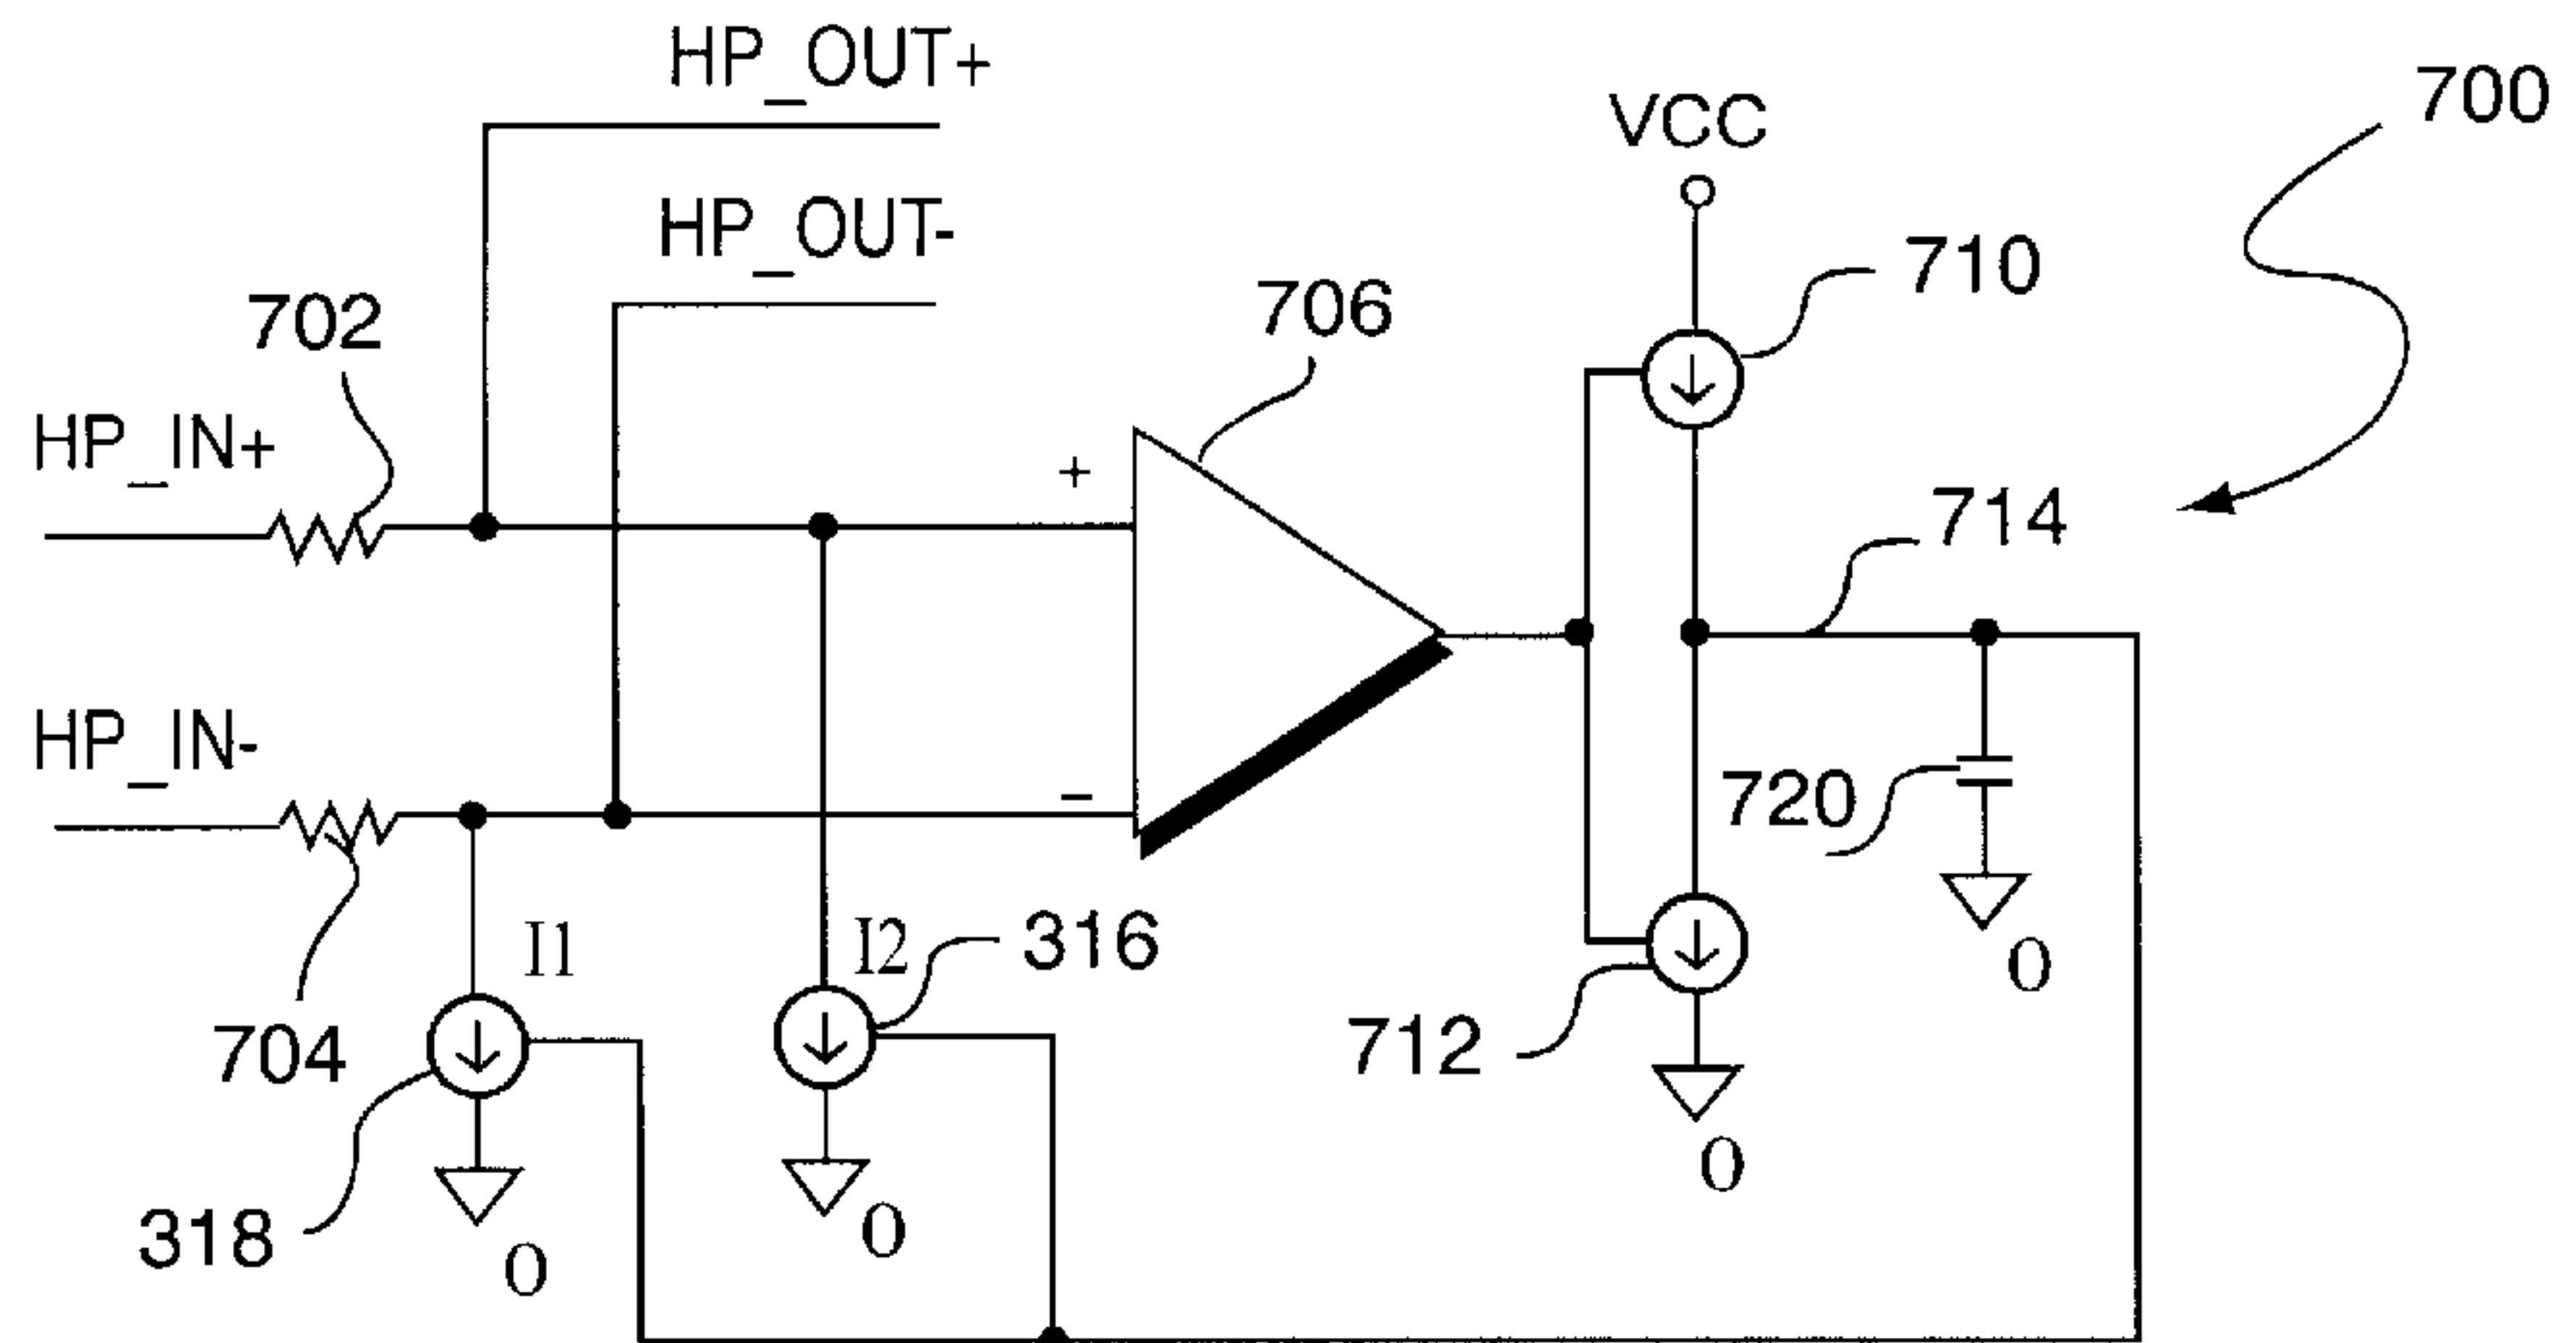 HP_OUT+
VCC
700
HP_OUT-
710
706
702
HP_IN+
+
714
HP_IN-
−
720
I1
I2
316
0
704
712
318
0
0
0